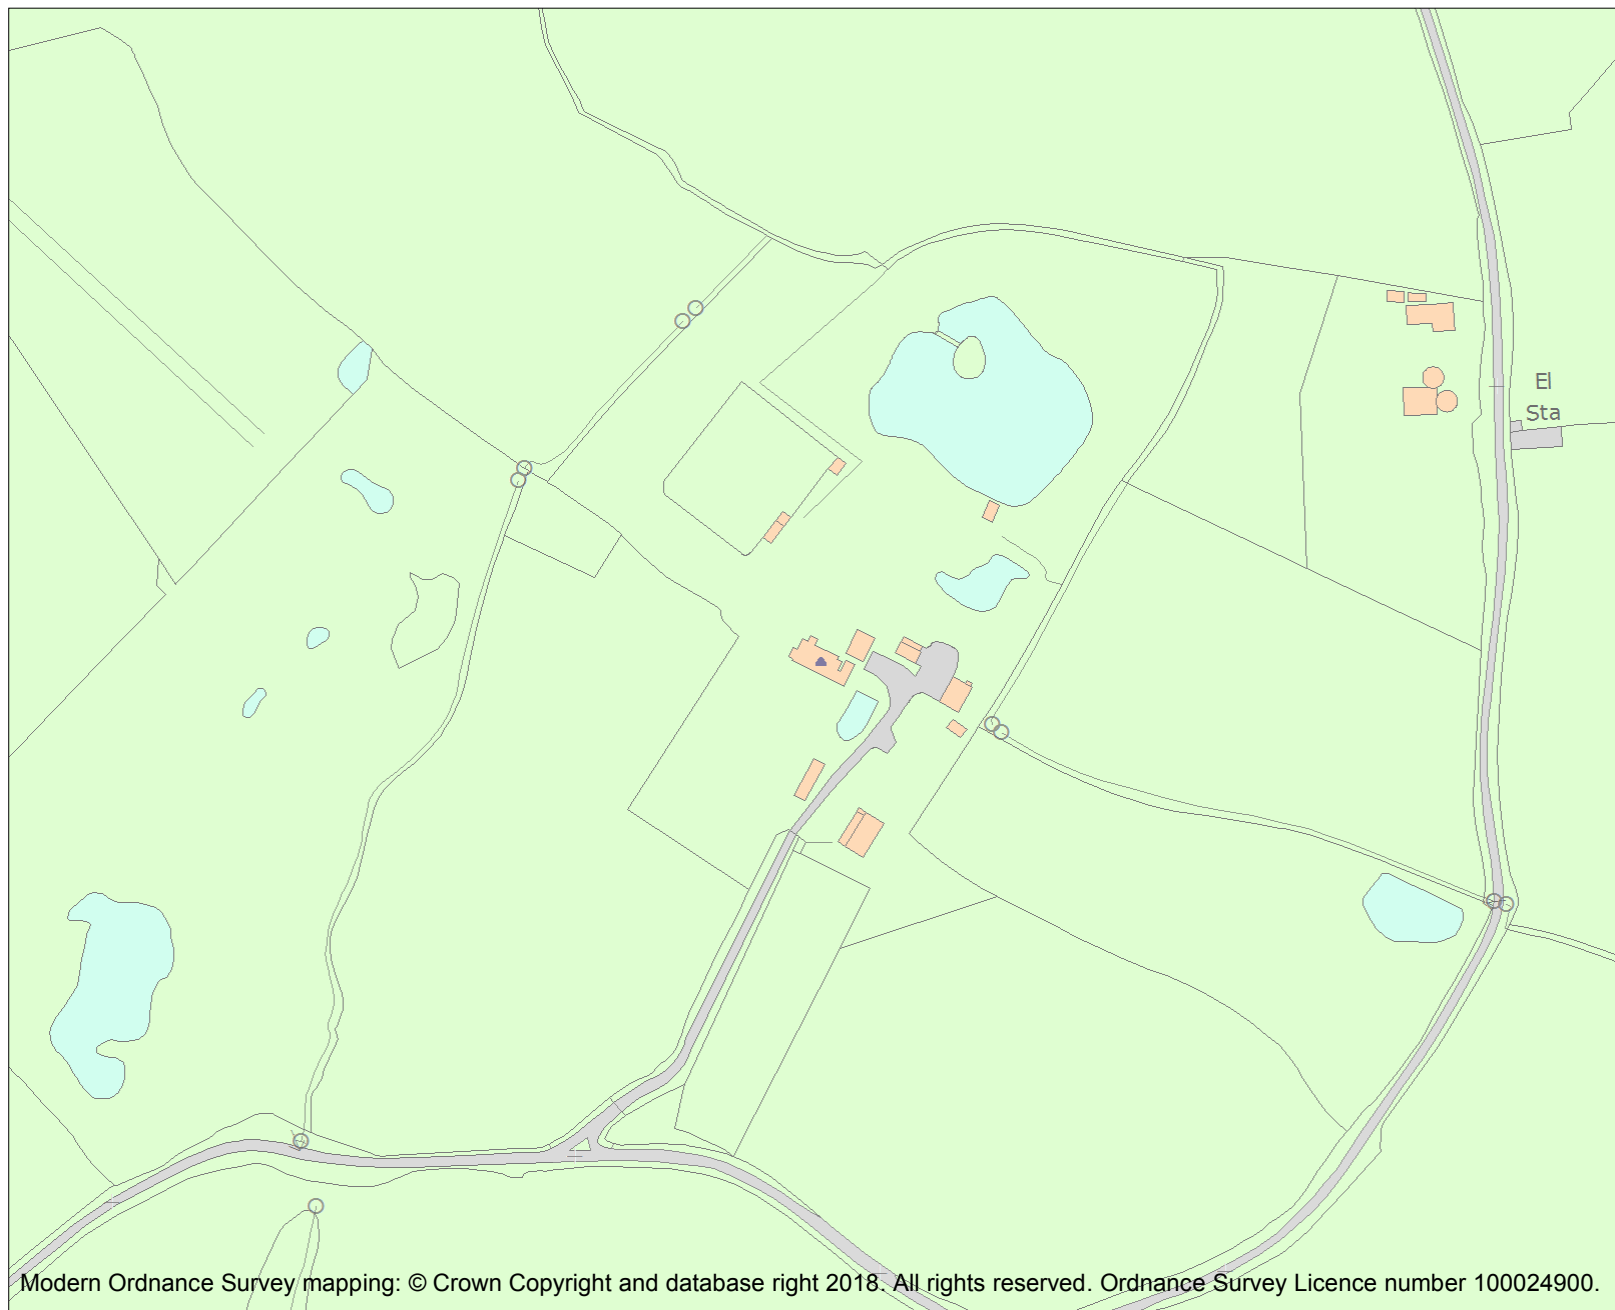 El
Sta
Modern Ordnance Survey mapping: © Crown Copyright and database right 2018. All rights reserved. Ordnance Survey Licence number 100024900.